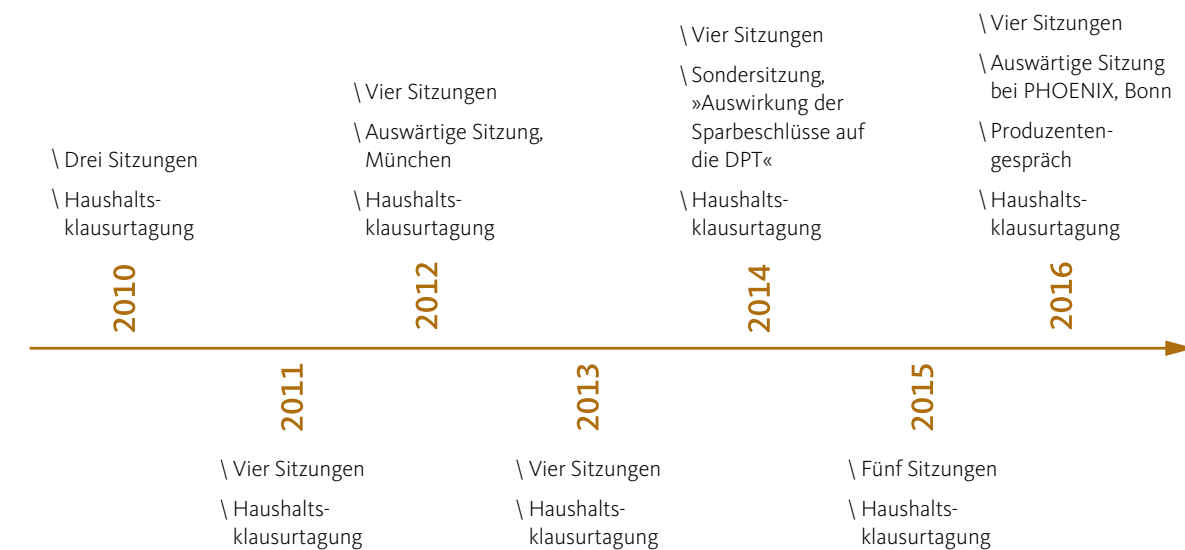 \ Drei Sitzungen
\ Haushalts-
klausurtagung
2010
\ Vier Sitzungen
\ Haushalts-
klausurtagung
2011
\ Vier Sitzungen
\ Auswärtige Sitzung,
München
\ Haushalts-
klausurtagung
2012
2013
\ Vier Sitzungen
\ Haushalts-
klausurtagung
\ Vier Sitzungen
\ Sondersitzung,
»Auswirkung der
Sparbeschlüsse auf
die DPT«
\ Haushalts-
klausurtagung
2014
2015
\ Fünf Sitzungen
\ Haushalts-
klausurtagung
\ Vier Sitzungen
\ Auswärtige Sitzung
bei PHOENIX, Bonn
\ Produzenten-
gespräch
\ Haushalts-
klausurtagung
2016